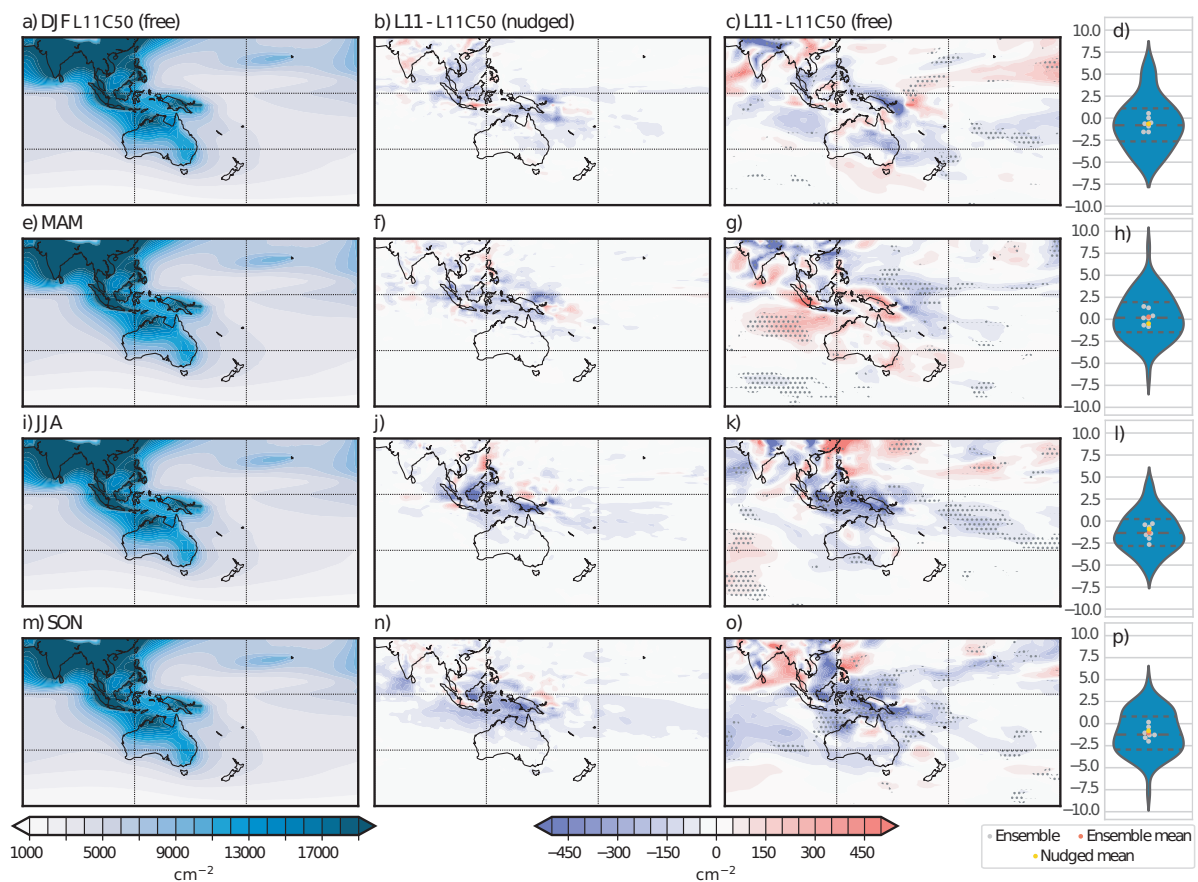 a) DJF L11C50 (free)
b) L11 - L11C50 (nudged)
c) L11 - L11C50 (free)
d)
10.0
7.5
5.0
2.5
0.0
−2.5
−5.0
−7.5
−10.0
e) MAM
f)
g)
h)
10.0
7.5
5.0
2.5
0.0
−2.5
−5.0
−7.5
−10.0
i) JJA
j)
k)
l)
10.0
7.5
5.0
2.5
0.0
−2.5
−5.0
−7.5
−10.0
m) SON
n)
o)
p)
10.0
7.5
5.0
2.5
0.0
−2.5
−5.0
−7.5
−10.0
1000 5000 9000 13000 17000
cm−2
−450 −300 −150 0 150 300 450
cm−2
Ensemble Ensemble mean
Nudged mean